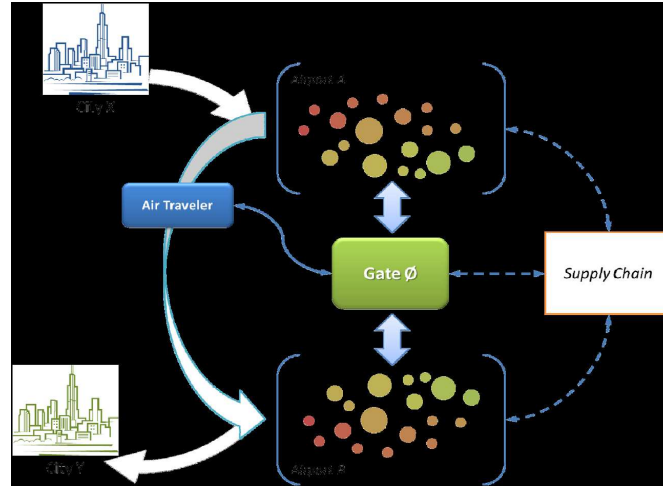 City X
Airport A
Air Traveler
Gate Ø
Supply Chain
City Y
Airport B